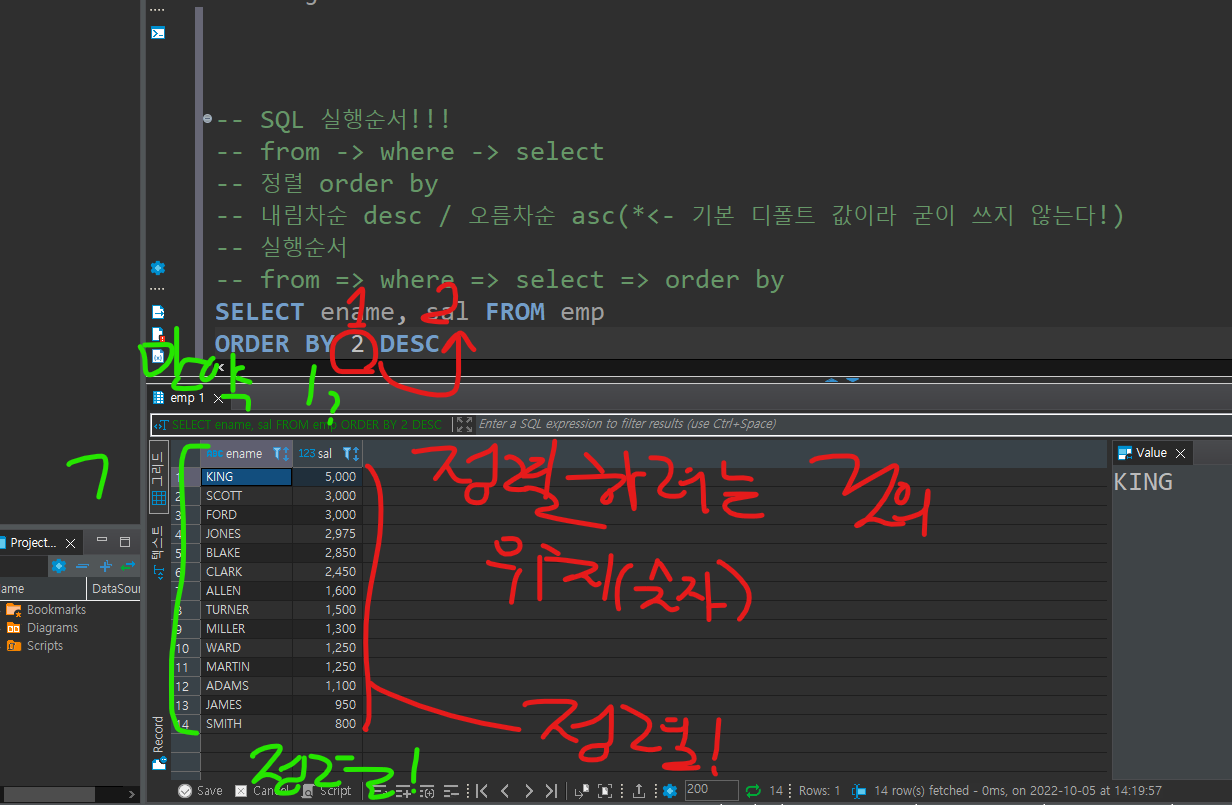 -- SQL 실행순서!!!
-- from -> where -> select
-- 정렬 order by
-- 내림차순 desc / 오름차순 asc(*<- 기본 디폴트 값이라 굳이 쓰지 않는다!)
-- 실행순서
-- from => where => select => order by
1 2
SELECT ename, sal FROM emp
ORDER BY 2 DESC
만약 1,
emp 1
SELECT ename, sal FROM emp ORDER BY 2 DESC
Enter a SQL expression to filter results (use Ctrl+Space)
그리드
텍스트
Record
ename 123 sal
1 KING 5,000
2 SCOTT 3,000
3 FORD 3,000
4 JONES 2,975
5 BLAKE 2,850
6 CLARK 2,450
ALLEN 1,600
8 TURNER 1,500
9 MILLER 1,300
10 WARD 1,250
11 MARTIN 1,250
12 ADAMS 1,100
13 JAMES 950
14 SMITH 800
정렬하려는
위치(숫자)
정렬!
정렬!
Value
KING
Project...
ame DataSour
Bookmarks
Diagrams
Scripts
Save Cancel Script 200 14 Rows: 1 14 row(s) fetched - 0ms, on 2022-10-05 at 14:19:57